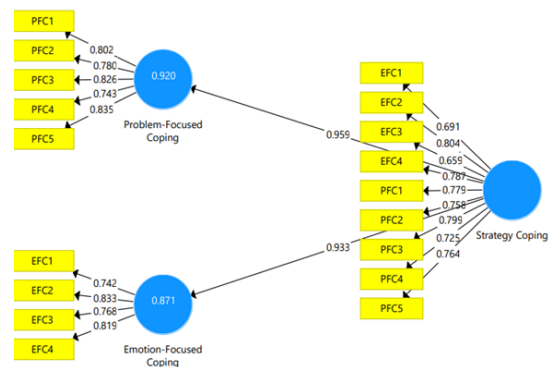 PFC1
PFC2
PFC3
PFC4
PFC5
0.802
0.780
0.826
0.743
0.835
0.920
Problem-Focused
Coping
EFC1
EFC2
EFC3
EFC4
0.742
0.833
0.768
0.819
0.871
Emotion-Focused
Coping
0.959
0.933
EFC1
EFC2
EFC3
EFC4
PFC1
PFC2
PFC3
PFC4
PFC5
0.691
0.804
0.659
0.787
0.779
0.758
0.799
0.725
0.764
Strategy Coping